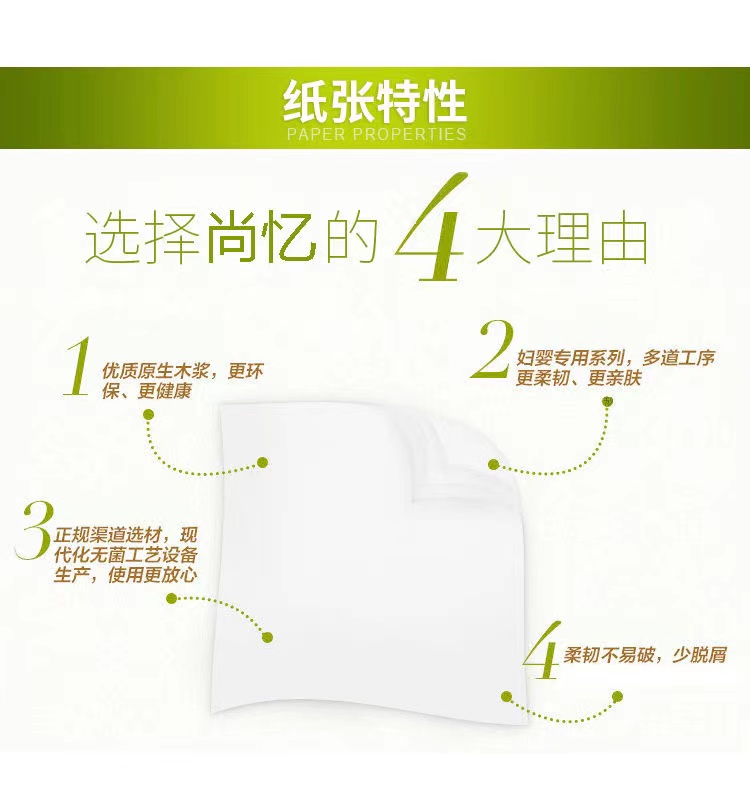 纸张特性
PAPER PROPERTIES
选择尚忆的4大理由
1
优质原生木浆，更环
保、更健康
2
妇婴专用系列，多道工序
更柔韧、更亲肤
3
正规渠道选材，现
代化无菌工艺设备
生产，使用更放心
4
柔韧不易破，少脱屑